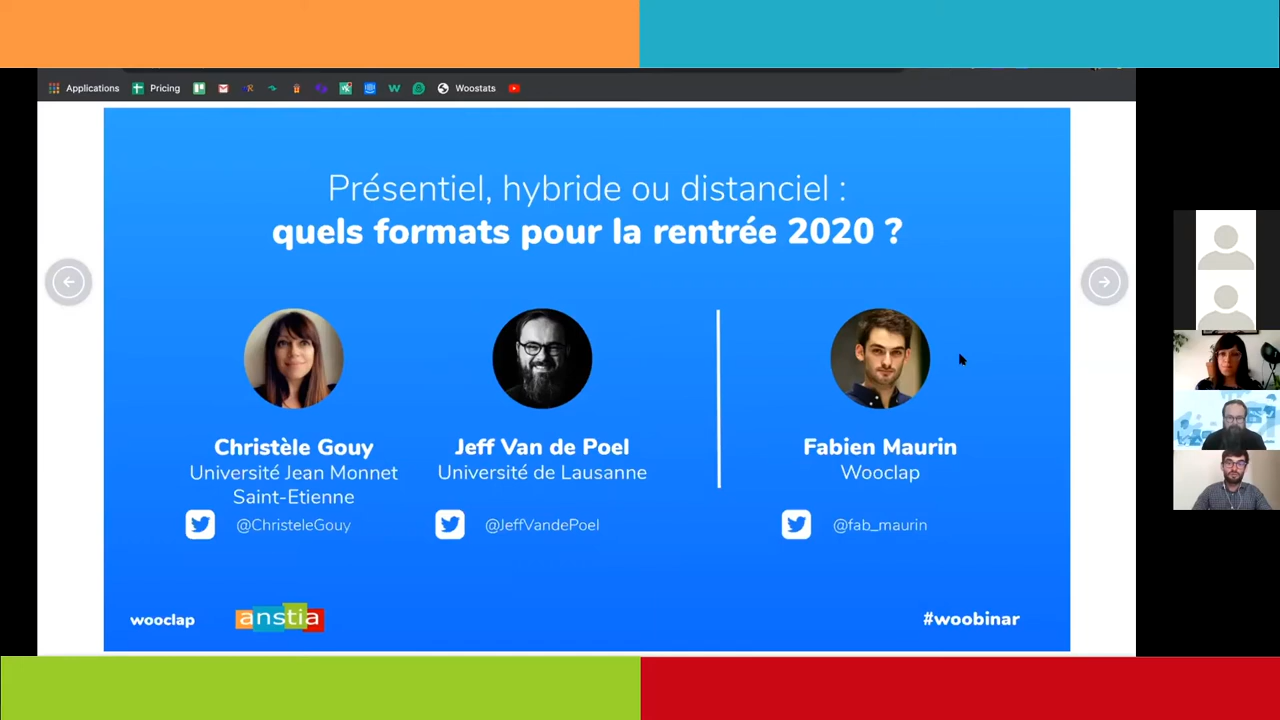 Applications
Pricing
Woostats
Présentiel, hybride ou distanciel :
quels formats pour la rentrée 2020 ?
Christèle Gouy
Université Jean Monnet
Saint-Etienne
@ChristeleGouy
Jeff Van de Poel
Université de Lausanne
@JeffVandePoel
Fabien Maurin
Wooclap
@fab_maurin
wooclap
anstia
#woobinar